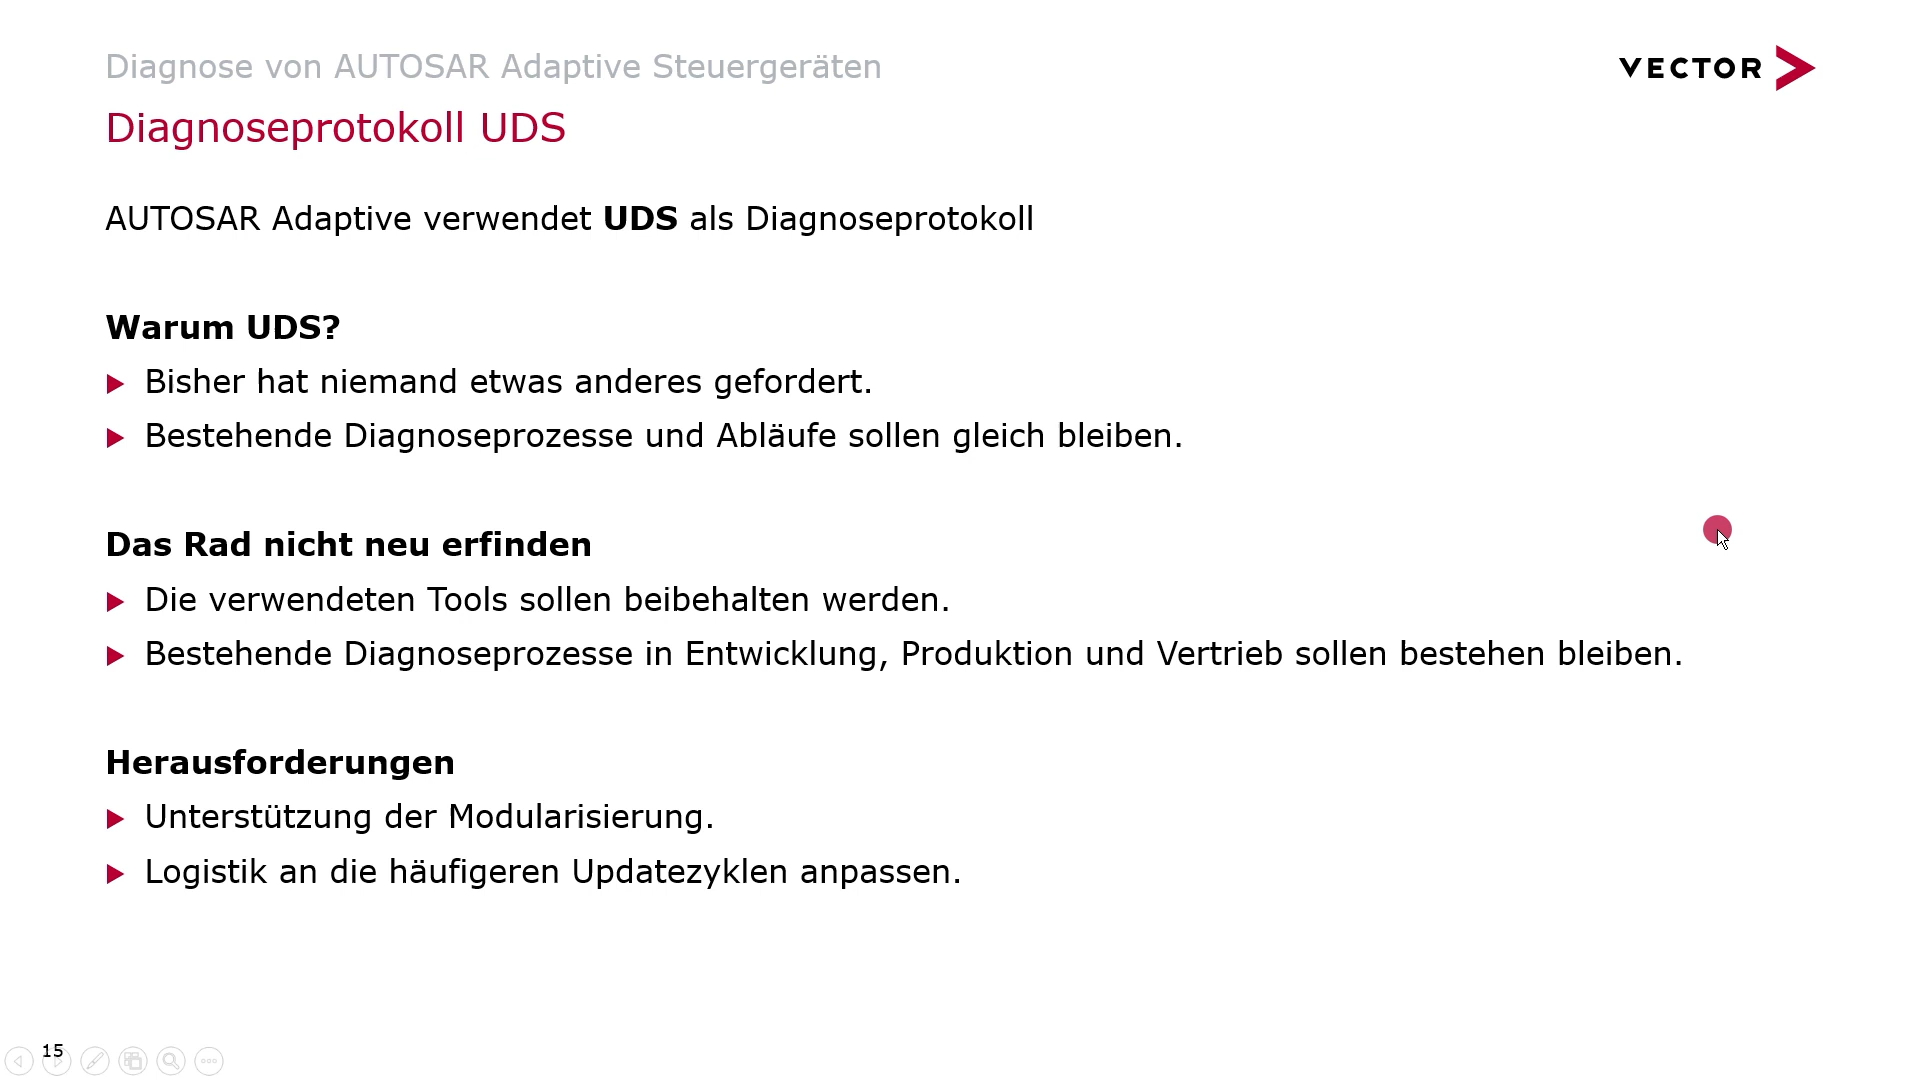 Diagnose von AUTOSAR Adaptive Steuergeräten
VECTOR
Diagnoseprotokoll UDS
AUTOSAR Adaptive verwendet UDS als Diagnoseprotokoll
Warum UDS?
Bisher hat niemand etwas anderes gefordert.
Bestehende Diagnoseprozesse und Abläufe sollen gleich bleiben.
Das Rad nicht neu erfinden
Die verwendeten Tools sollen beibehalten werden.
Bestehende Diagnoseprozesse in Entwicklung, Produktion und Vertrieb sollen bestehen bleiben.
Herausforderungen
Unterstützung der Modularisierung.
Logistik an die häufigeren Updatezyklen anpassen.
15